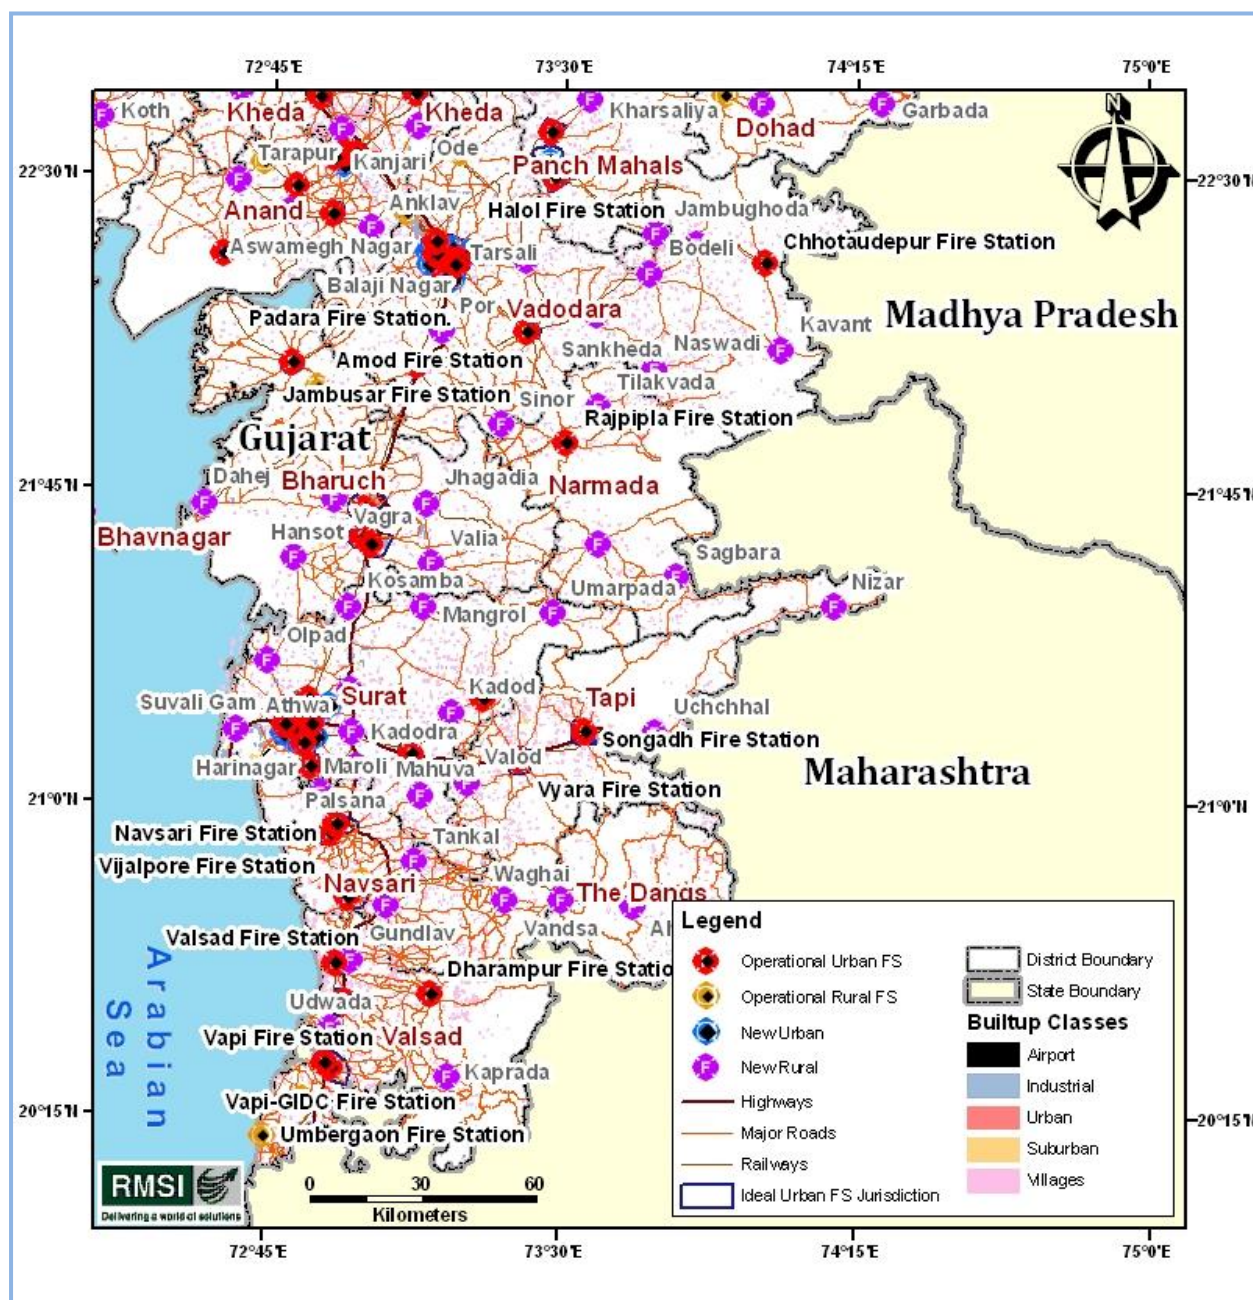 72°45'E
73°30'E
74°15'E
75°0'E
Koth
Kheda
Kheda
Kharsaliya
Dohad
Garbada
N
Tarapur
Kanjari
Ode
Panch Mahals
22°30'N
22°30'N
Anand
Anklav
Halol Fire Station
Jambughoda
Aswamegh Nagar
Tarsali
Bodeli
Chhotaudepur Fire Station
Balaji Nagar
Por
Vadodara
Madhya Pradesh
Padara Fire Station.
Kavant
Amod Fire Station
Sankheda
Naswadi
Jambusar Fire Station
Sinor
Tilakvada
Rajpipla Fire Station
Gujarat
Dahej
Bharuch
Jhagadia
Narmada
21°45'N
21°45'N
Vagra
Bhavnagar
Hansot
Valia
Sagbara
Kosamba
Umarpada
Nizar
Mangrol
Olpad
Suvali Gam
Athwa
Surat
Kadod
Tapi
Uchchhal
Kadodra
Songadh Fire Station
Harinagar
Maroli
Mahuva
Valod
Maharashtra
Palsana
Vyara Fire Station
21°0'N
21°0'N
Navsari Fire Station
Tankal
Vijalpore Fire Station
Navsari
Waghai
The Dangs
Valsad Fire Station
Gundlav
Vandsa
Dharampur Fire Station
Udwada
Vapi Fire Station
Valsad
Kaprada
Vapi-GIDC Fire Station
20°15'N
20°15'N
Umbergaon Fire Station
Arabian
Sea
RMSI
Delivering a world of solutions
0
30
60
Kilometers
Legend
Operational Urban FS
Operational Rural FS
New Urban
F New Rural
Highways
Major Roads
Railways
Ideal Urban FS Jurisdiction
District Boundary
State Boundary
Builtup Classes
Airport
Industrial
Urban
Suburban
Villages
72°45'E
73°30'E
74°15'E
75°0'E